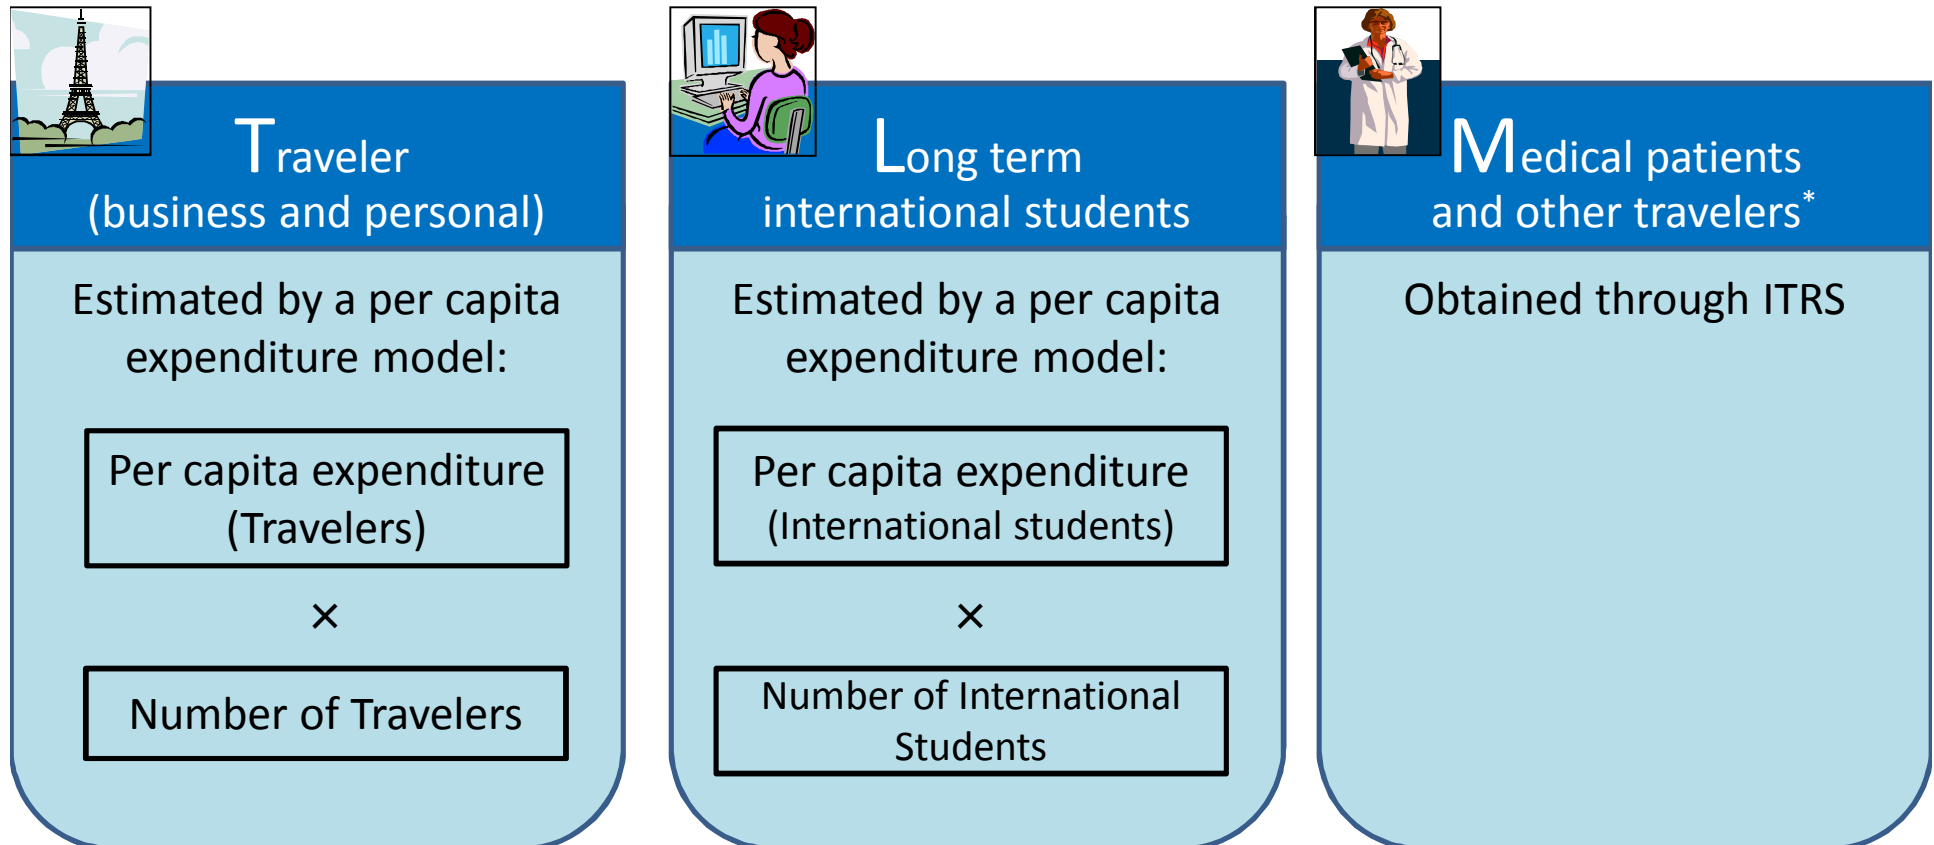 Traveler
(business and personal)
Estimated by a per capita
expenditure model:
Per capita expenditure
(Travelers)
×
Number of Travelers
Long term
international students
Estimated by a per capita
expenditure model:
Per capita expenditure
(International students)
×
Number of International
Students
Medical patients
and other travelers*
Obtained through ITRS